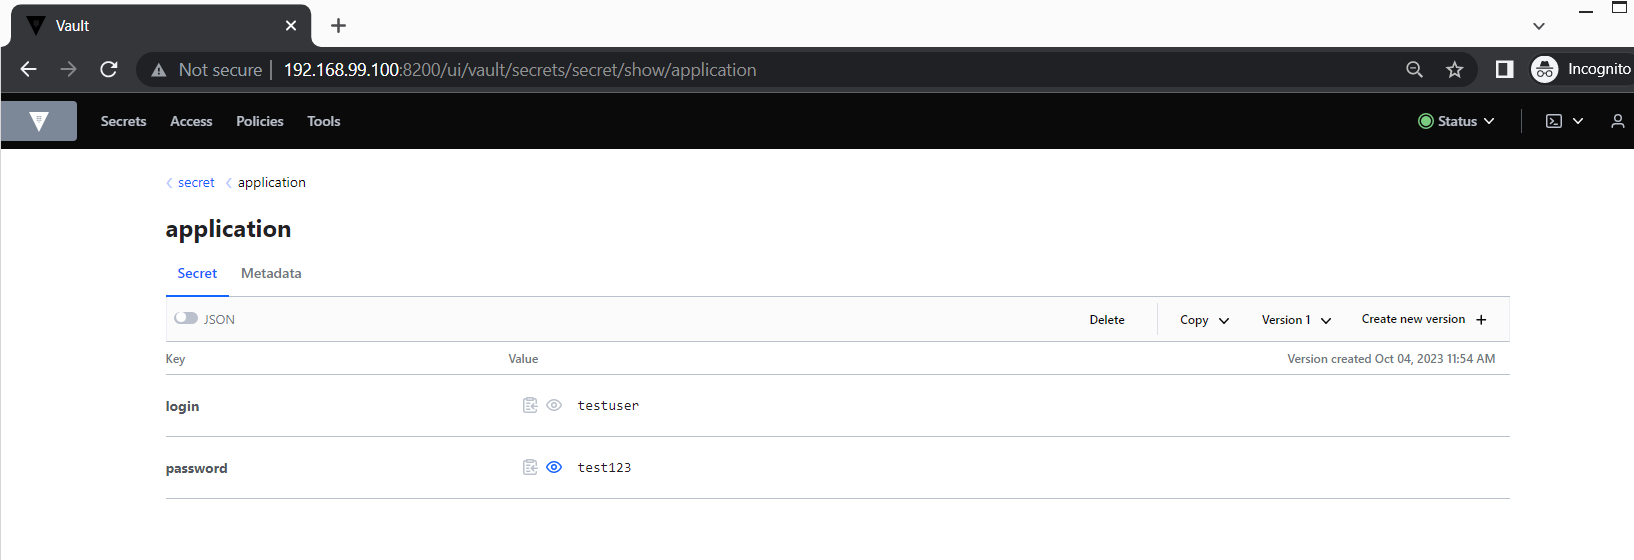 Vault
Not secure 192.168.99.100:8200/ui/vault/secrets/secret/show/application Incognito
Secrets Access Policies Tools Status
secret application
application
Secret Metadata
JSON Delete Copy Version 1 Create new version
Key Value Version created Oct 04, 2023 11:54 AM
login testuser
password test123